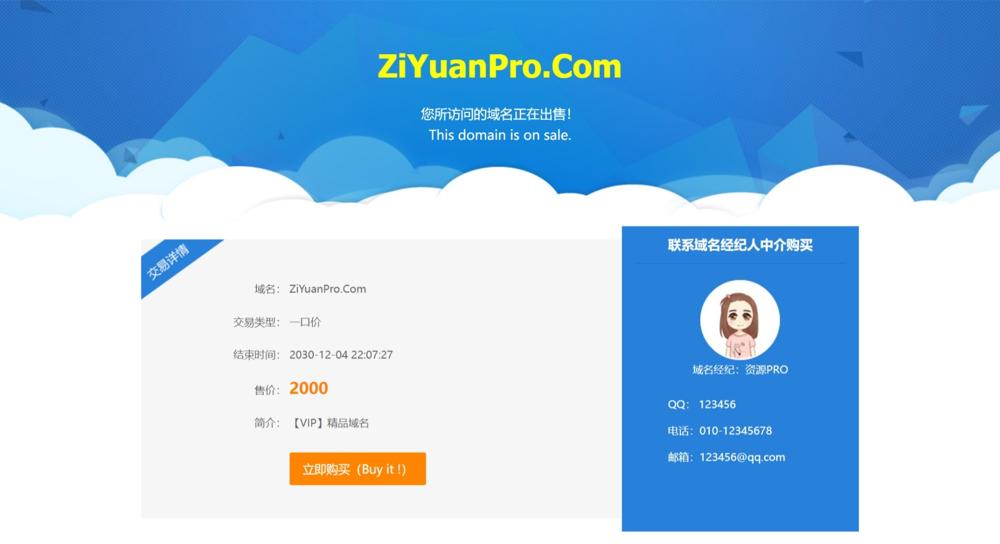 ZiYuanPro.Com
您所访问的域名正在出售!
This domain is on sale.
交易详情
域名: ZiYuanPro.Com
交易类型: 一口价
结束时间: 2030-12-04 22:07:27
售价: 2000
简介: 【VIP】精品域名
立即购买（Buy it !）
联系域名经纪人中介购买
域名经纪：资源PRO
QQ： 123456
电话：010-12345678
邮箱：123456@qq.com